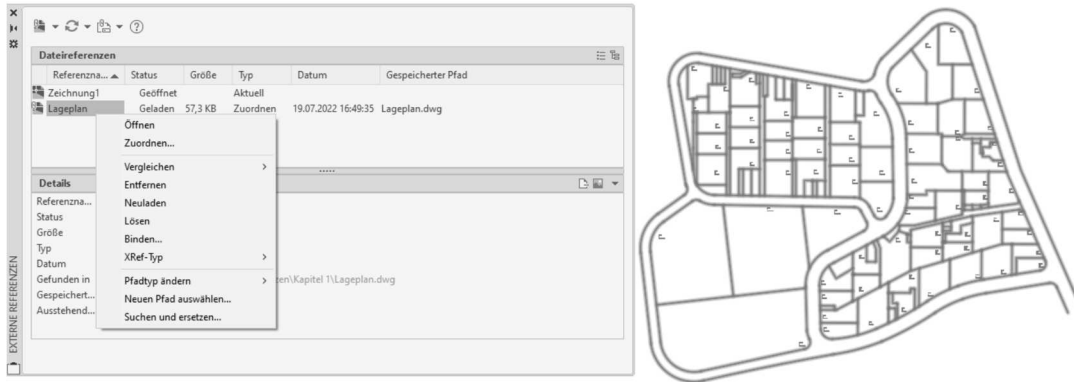 Dateireferenzen
Referenzna... Status Größe Typ Datum Gespeicherter Pfad
Zeichnung1 Geöffnet Aktuell
Lageplan Geladen 57,3 KB Zuordnen 19.07.2022 16:49:35 Lageplan.dwg
Öffnen
Zuordnen...
Vergleichen
Entfernen
Neuladen
Lösen
Binden...
XRef-Typ
Pfadtyp ändern
Neuen Pfad auswählen...
Suchen und ersetzen...
Details
Referenzna...
Status
Größe
Typ
Datum
Gefunden in zen\Kapitel 1\Lageplan.dwg
Gespeichert...
Ausstehend...
EXTERNE REFERENZEN